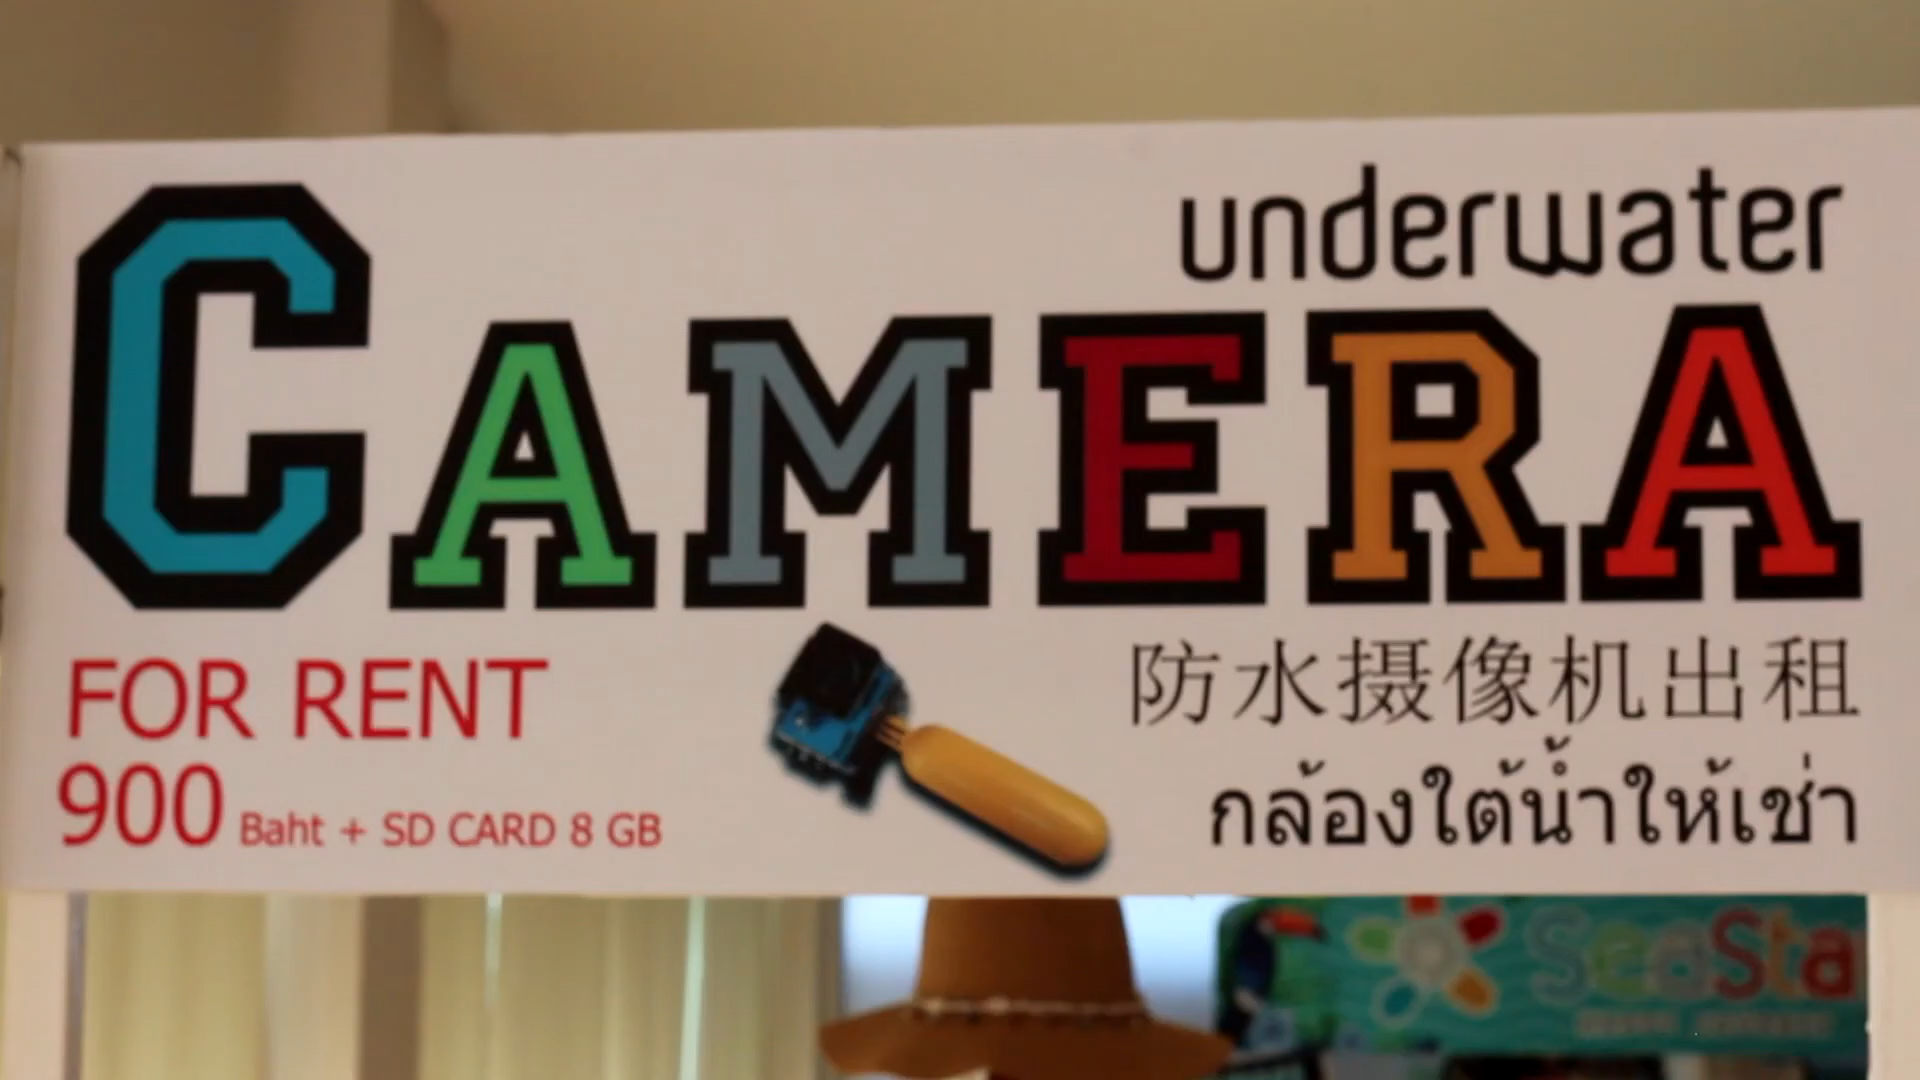 underwater
CAMERA
FOR RENT
900 Baht + SD CARD 8 GB
防水摄像机出租
กล้องใต้น้ำให้เช่า
SeaSta